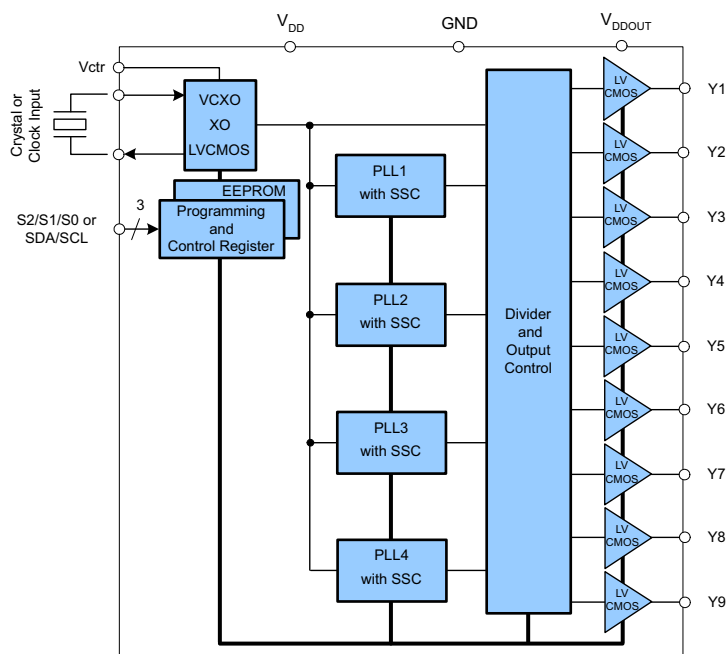 V_DD
GND
V_DDOUT
Vctr
Crystal or
Clock Input
VCXO
XO
LVCMOS
EEPROM
Programming
and
Control Register
S2/S1/S0 or
SDA/SCL
3
PLL1
with SSC
PLL2
with SSC
PLL3
with SSC
PLL4
with SSC
Divider
and
Output
Control
LV
CMOS
Y1
LV
CMOS
Y2
LV
CMOS
Y3
LV
CMOS
Y4
LV
CMOS
Y5
LV
CMOS
Y6
LV
CMOS
Y7
LV
CMOS
Y8
LV
CMOS
Y9